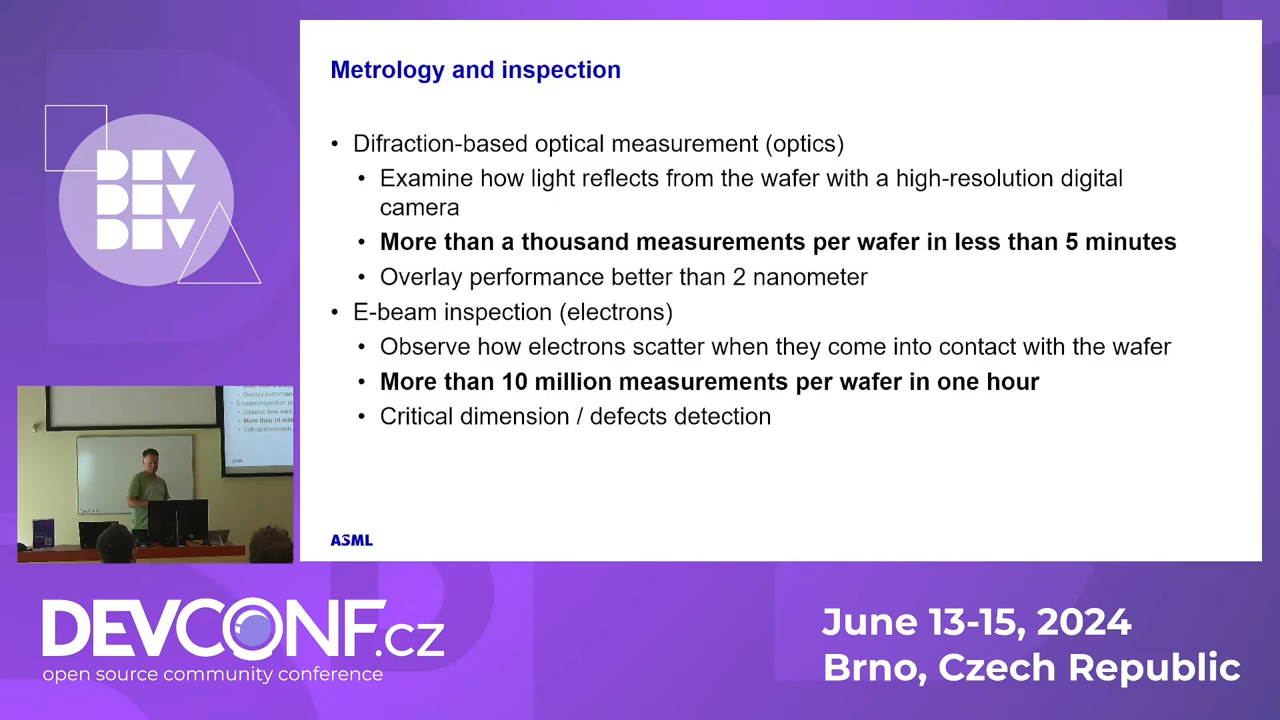 Metrology and inspection
• Difraction-based optical measurement (optics)
• Examine how light reflects from the wafer with a high-resolution digital
camera
• More than a thousand measurements per wafer in less than 5 minutes
• Overlay performance better than 2 nanometer
• E-beam inspection (electrons)
• Observe how electrons scatter when they come into contact with the wafer
• More than 10 million measurements per wafer in one hour
• Critical dimension / defects detection
ASML
DEV
DEV
DEV
DEVCONF.cz
open source community conference
June 13-15, 2024
Brno, Czech Republic